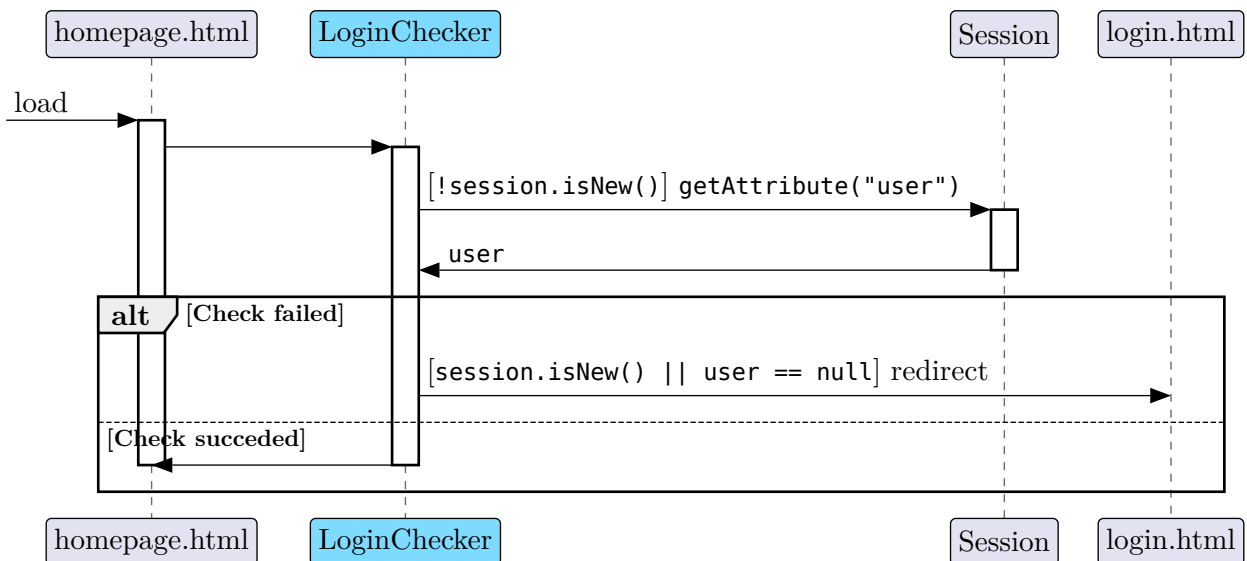 homepage.html LoginChecker Session login.html
load
[!session.isNew()] getAttribute("user")
user
alt [Check failed]
[session.isNew() || user == null] redirect
[Check succeded]
homepage.html LoginChecker Session login.html